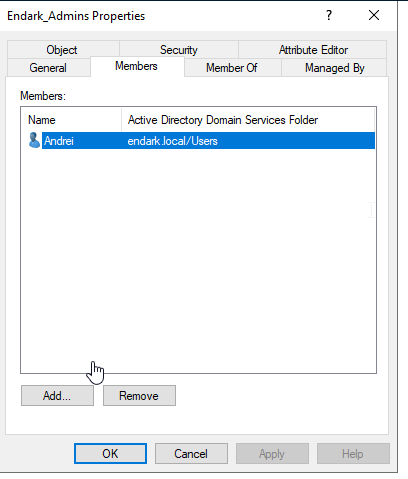 Endark_Admins Properties
?
Object Security Attribute Editor
General Members Member Of Managed By
Members:
Name Active Directory Domain Services Folder
Andrei endark.local/Users
Add... Remove
OK Cancel Apply Help